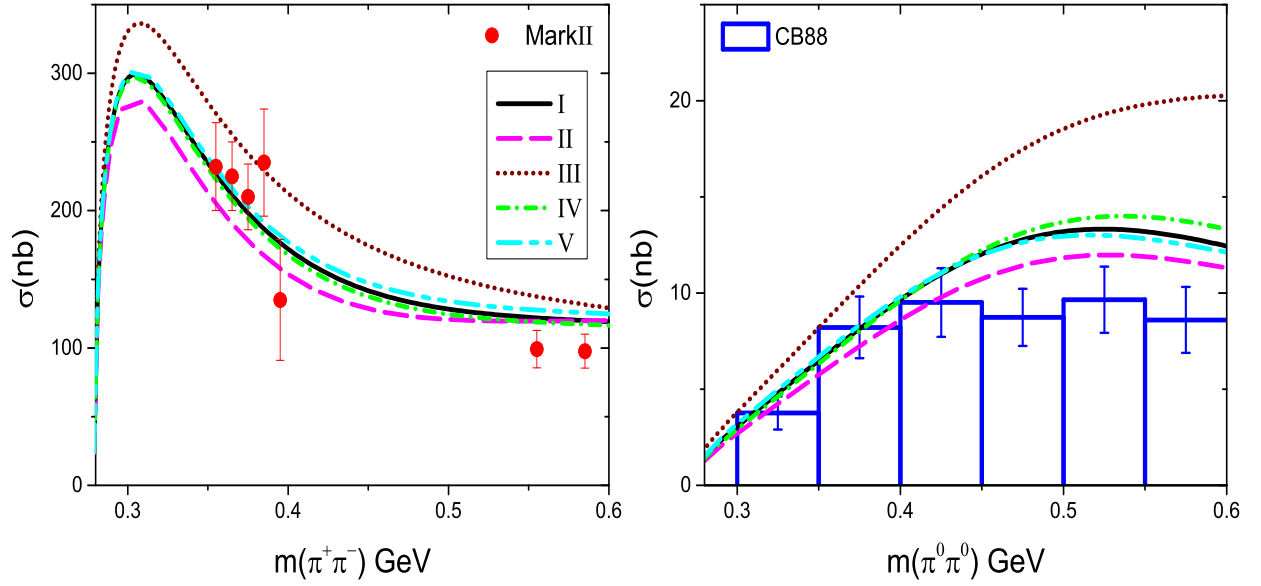 MarkII
I
II
III
IV
V
300
200
100
0
σ(nb)
0.3
0.4
0.5
0.6
m(π⁺π⁻) GeV
CB88
20
10
0
σ(nb)
0.3
0.4
0.5
0.6
m(π⁰π⁰) GeV